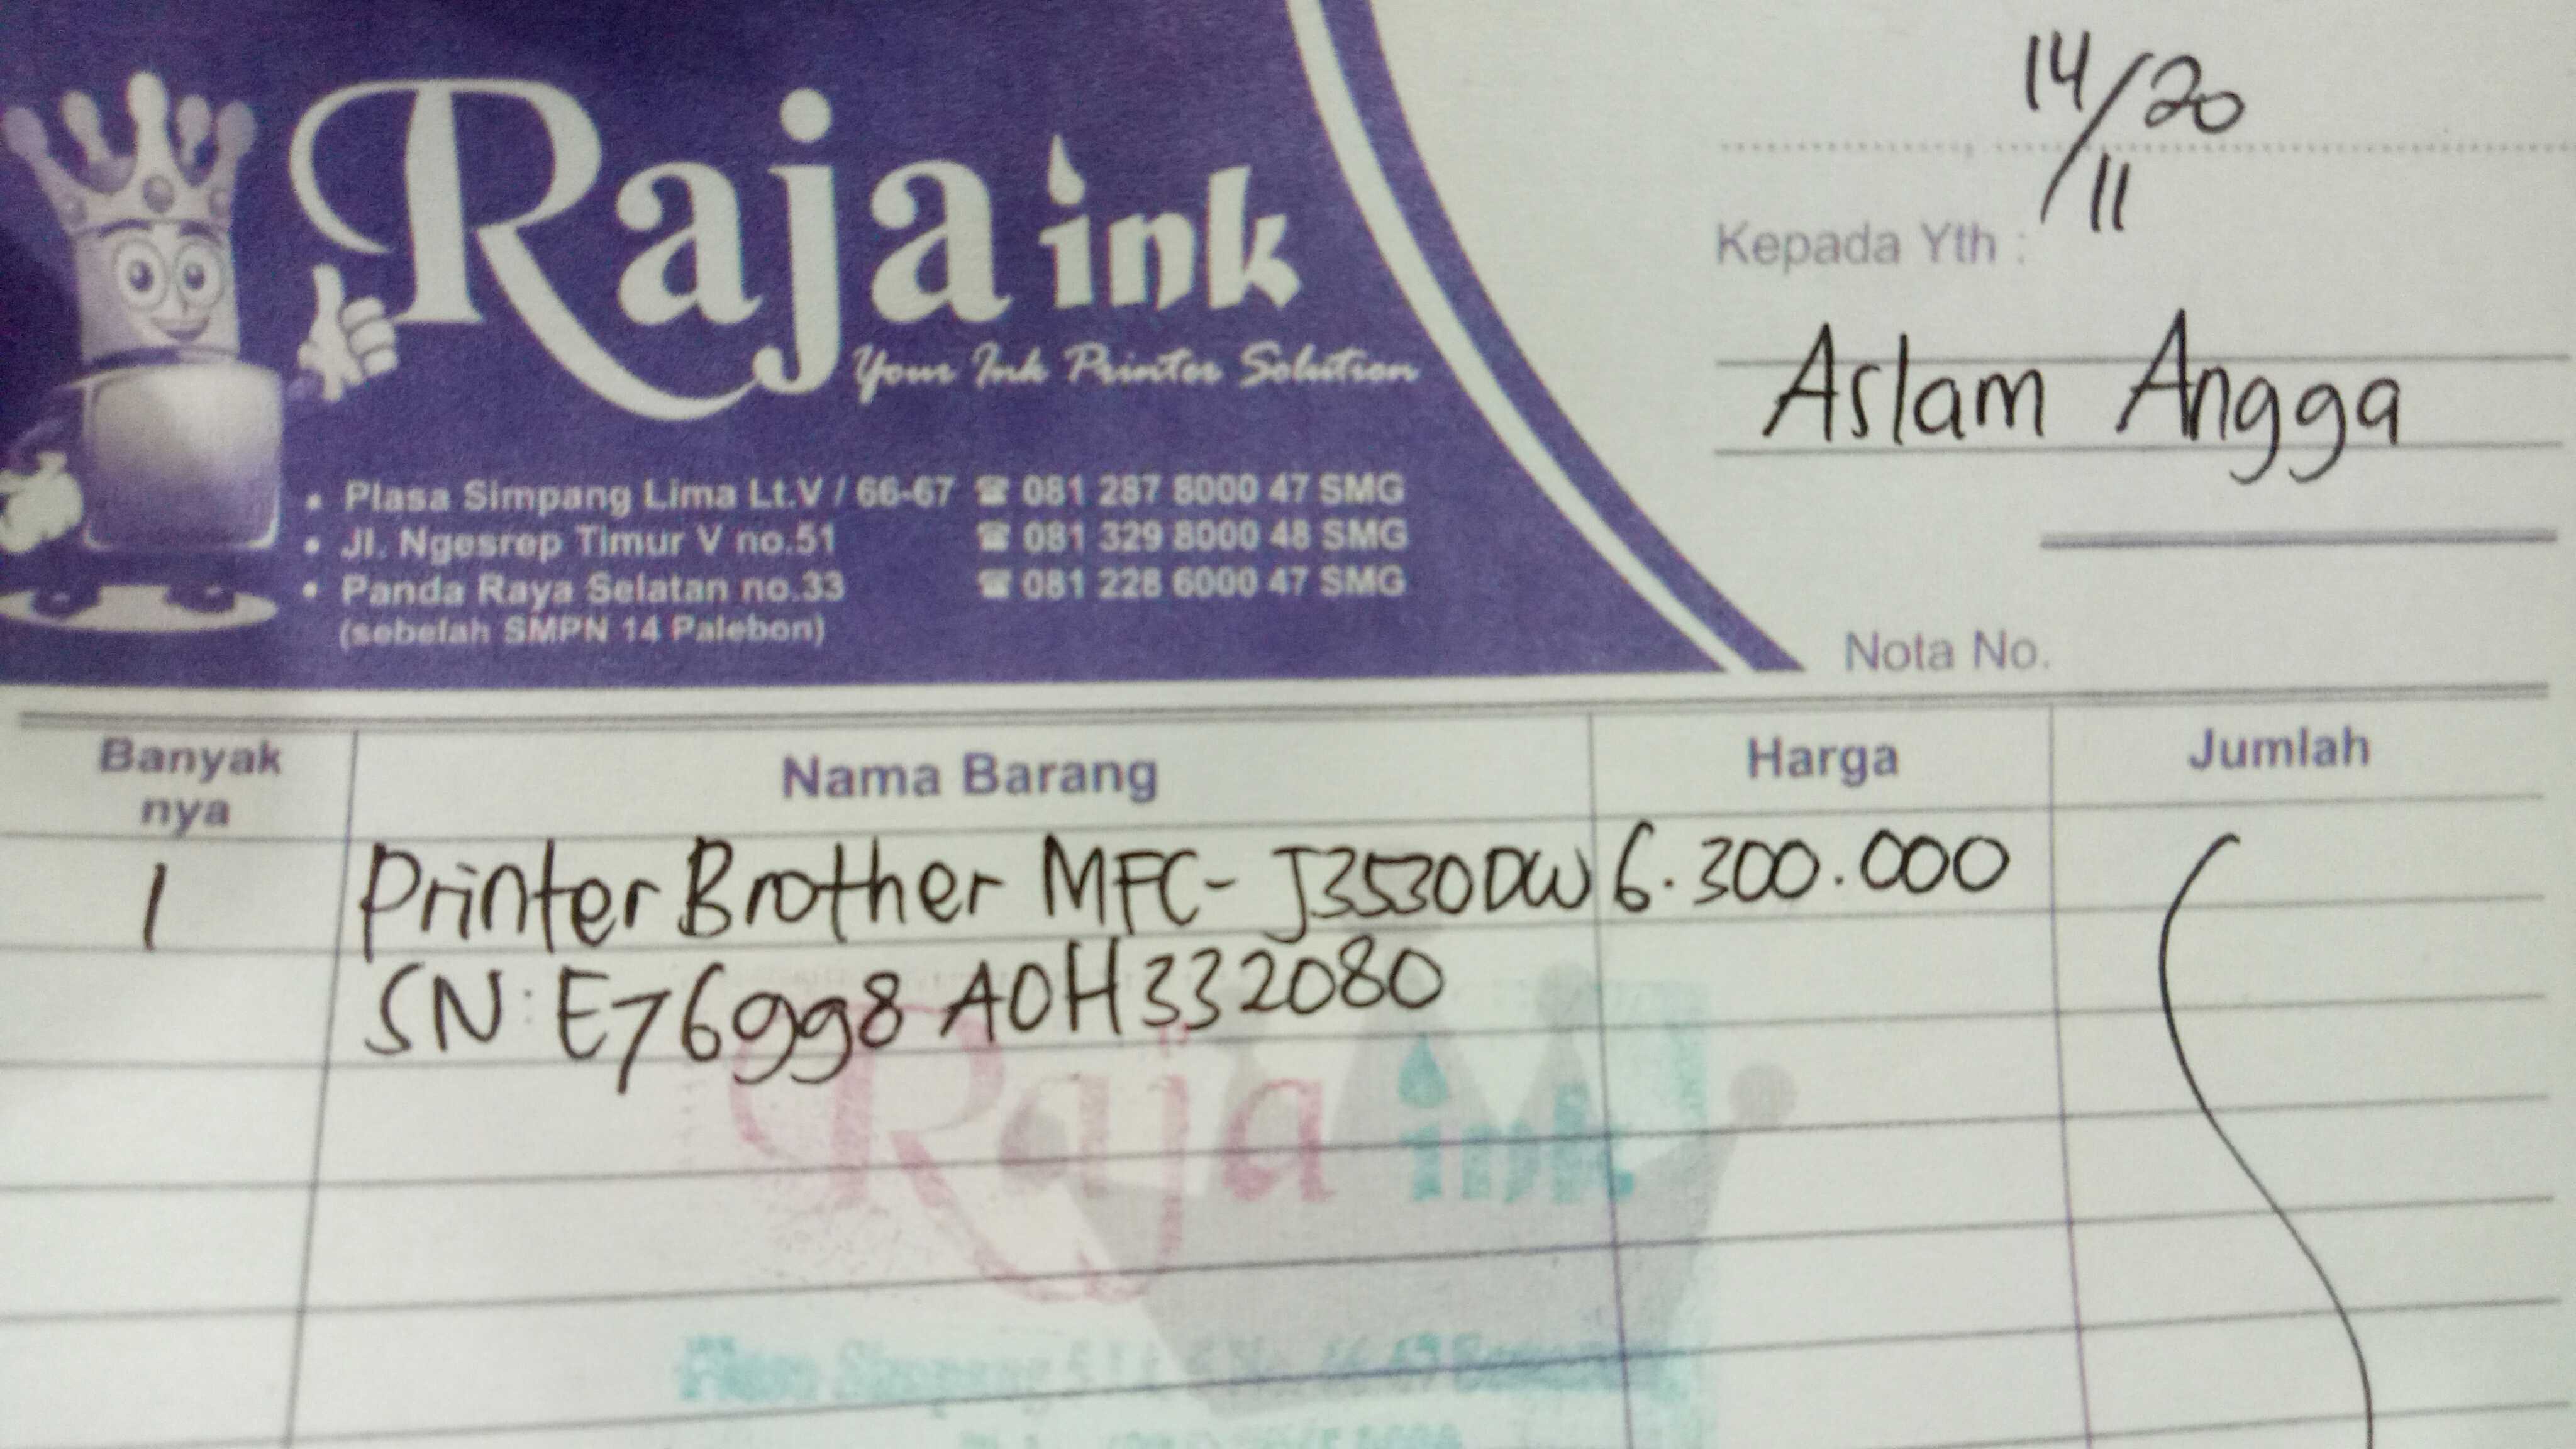 14/11 20
Raja ink
Your Ink Printer Solution
Kepada Yth :
Aslam Angga
• Plasa Simpang Lima Lt.V / 66-67 ☎ 081 287 8000 47 SMG
• Jl. Ngesrep Timur V no.51 ☎ 081 329 8000 48 SMG
• Panda Raya Selatan no.33 ☎ 081 228 6000 47 SMG
(sebelah SMPN 14 Palebon)
Nota No.
Banyak nya Nama Barang Harga Jumlah
1 Printer Brother MFC-J3530DW 6.300.000
SN: E76998A0H332080
Raja ink